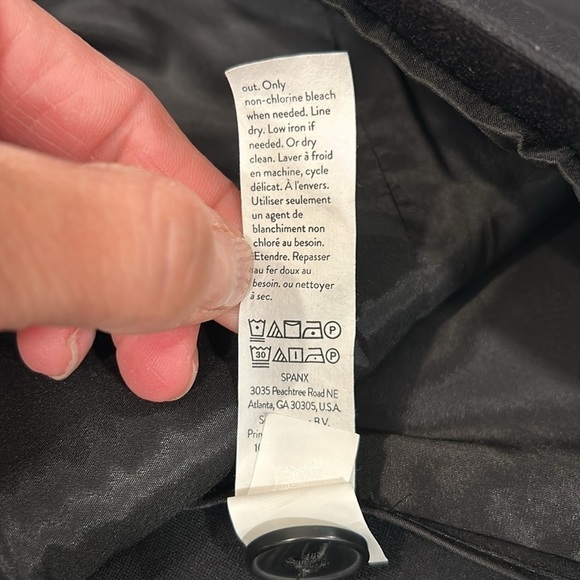 out. Only
non-chlorine bleach
when needed. Line
dry. Low iron if
needed. Or dry
clean. Laver à froid
en machine, cycle
délicat. À l'envers.
Utiliser seulement
un agent de
blanchiment non
chloré au besoin.
Étendre. Repasser
au fer doux au
besoin. ou nettoyer
à sec.
P
30 P
SPANX
3035 Peachtree Road NE
Atlanta, GA 30305, U.S.A.
B.V.